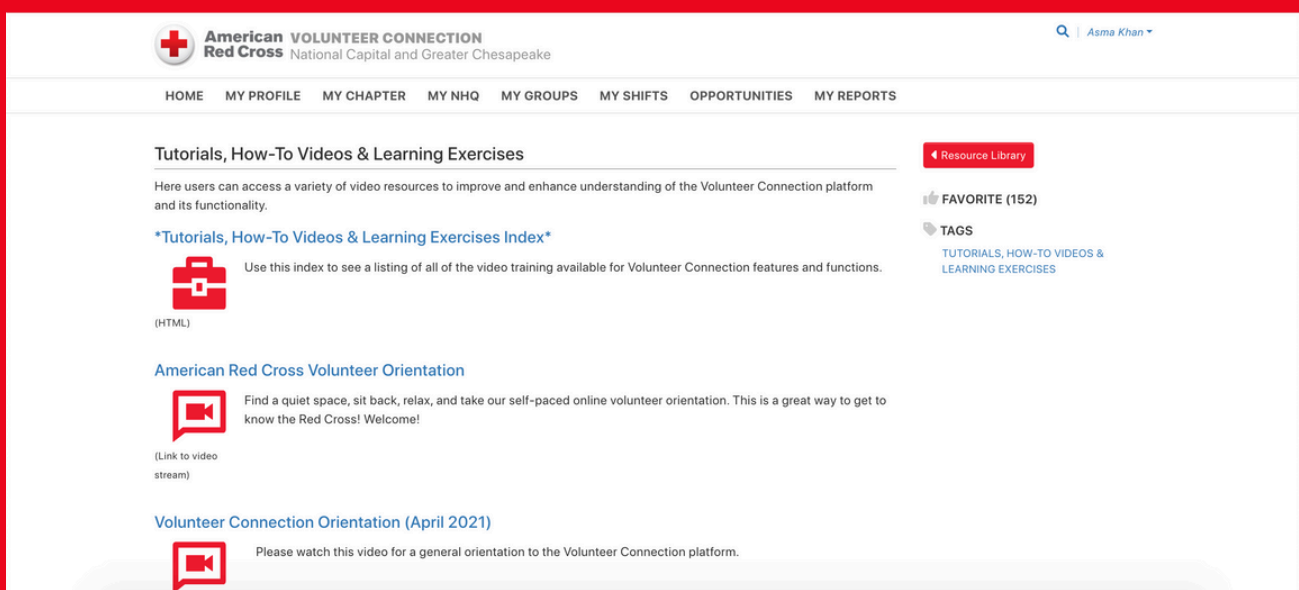 American Red Cross VOLUNTEER CONNECTION
National Capital and Greater Chesapeake
Asma Khan
HOME MY PROFILE MY CHAPTER MY NHQ MY GROUPS MY SHIFTS OPPORTUNITIES MY REPORTS
Tutorials, How-To Videos & Learning Exercises
Here users can access a variety of video resources to improve and enhance understanding of the Volunteer Connection platform
and its functionality.
*Tutorials, How-To Videos & Learning Exercises Index*
Use this index to see a listing of all of the video training available for Volunteer Connection features and functions.
(HTML)
American Red Cross Volunteer Orientation
Find a quiet space, sit back, relax, and take our self-paced online volunteer orientation. This is a great way to get to
know the Red Cross! Welcome!
(Link to video
stream)
Volunteer Connection Orientation (April 2021)
Please watch this video for a general orientation to the Volunteer Connection platform.
Resource Library
FAVORITE (152)
TAGS
TUTORIALS, HOW-TO VIDEOS &
LEARNING EXERCISES